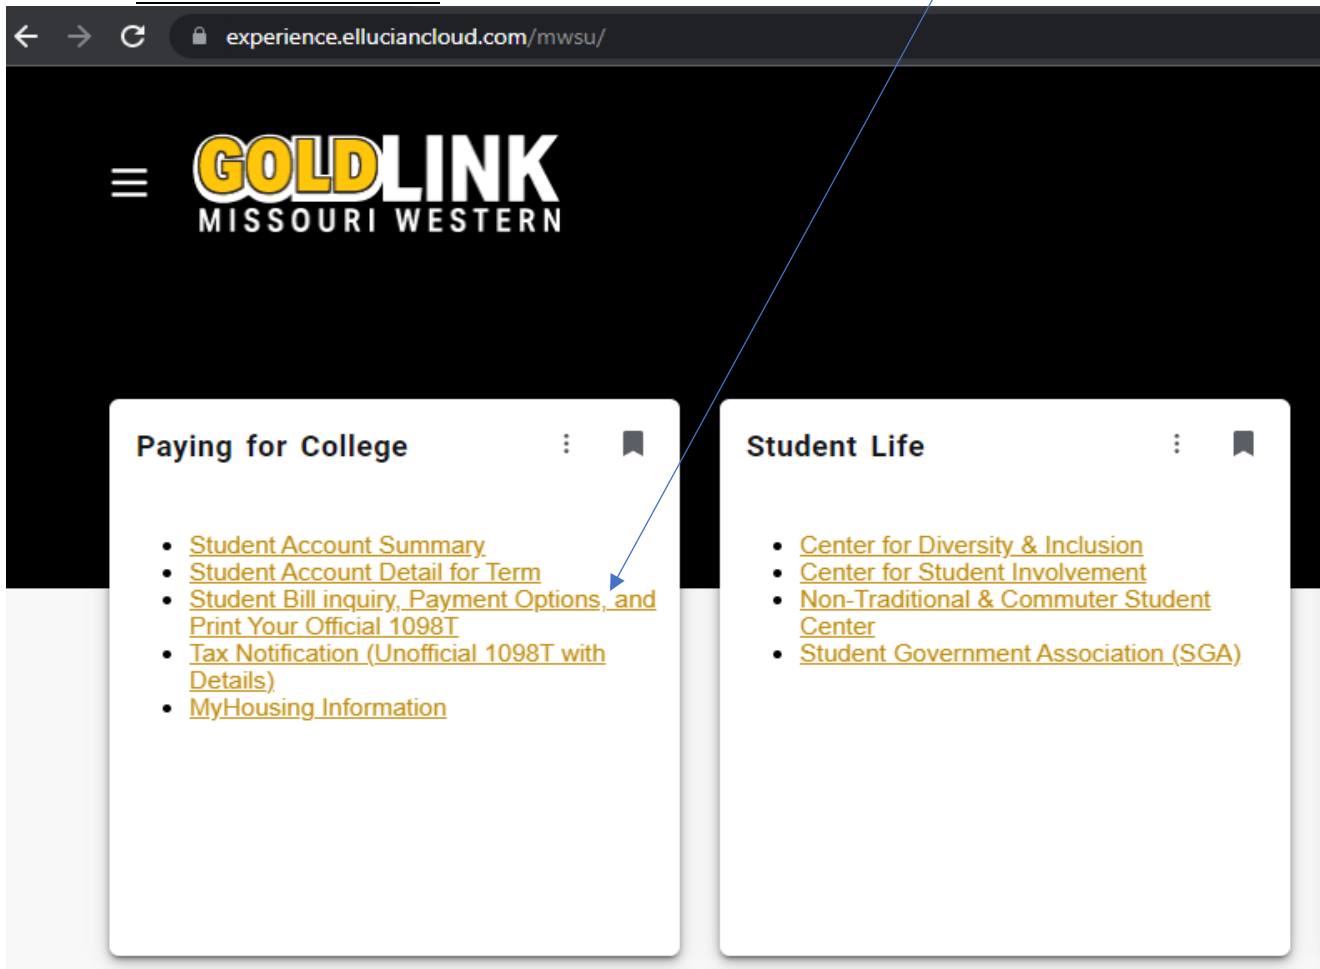 experience.elluciancloud.com/mwsu/
GOLDLINK
MISSOURI WESTERN
Paying for College
Student Account Summary
Student Account Detail for Term
Student Bill inquiry, Payment Options, and
Print Your Official 1098T
Tax Notification (Unofficial 1098T with
Details)
MyHousing Information
Student Life
Center for Diversity & Inclusion
Center for Student Involvement
Non-Traditional & Commuter Student
Center
Student Government Association (SGA)